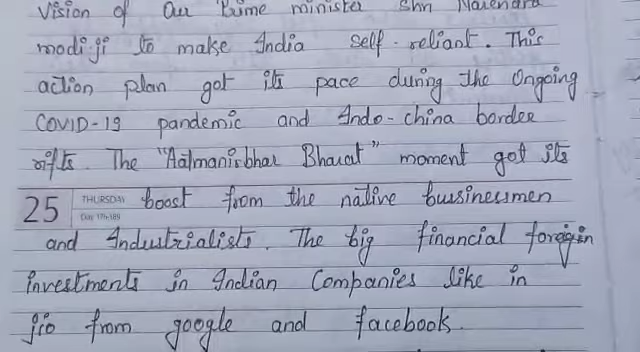 Vision of our Prime minister Shri Narendra
modi-ji to make India self-reliant. This
action plan got its pace during the Ongoing
COVID-19 pandemic and Indo-china border
rifts. The "Aatmanirbhar Bharat" moment got its
25 THURSDAY boost from the native bussinessmen
and Industrialists. The big financial foregin
investments in Indian Companies like in
jio from google and facebook.